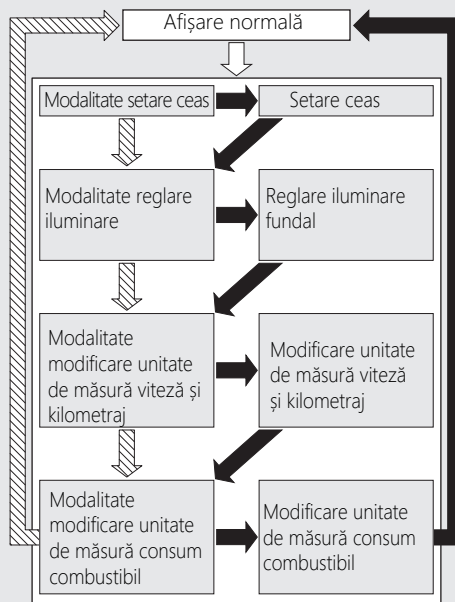 Afișare normală
Modalitate setare ceas
Setare ceas
Modalitate reglare
iluminare
Reglare iluminare
fundal
Modalitate
modificare unitate
de măsură viteză și
kilometraj
Modificare unitate
de măsură viteză
și kilometraj
Modalitate
modificare unitate
de măsură consum
combustibil
Modificare unitate
de măsură consum
combustibil